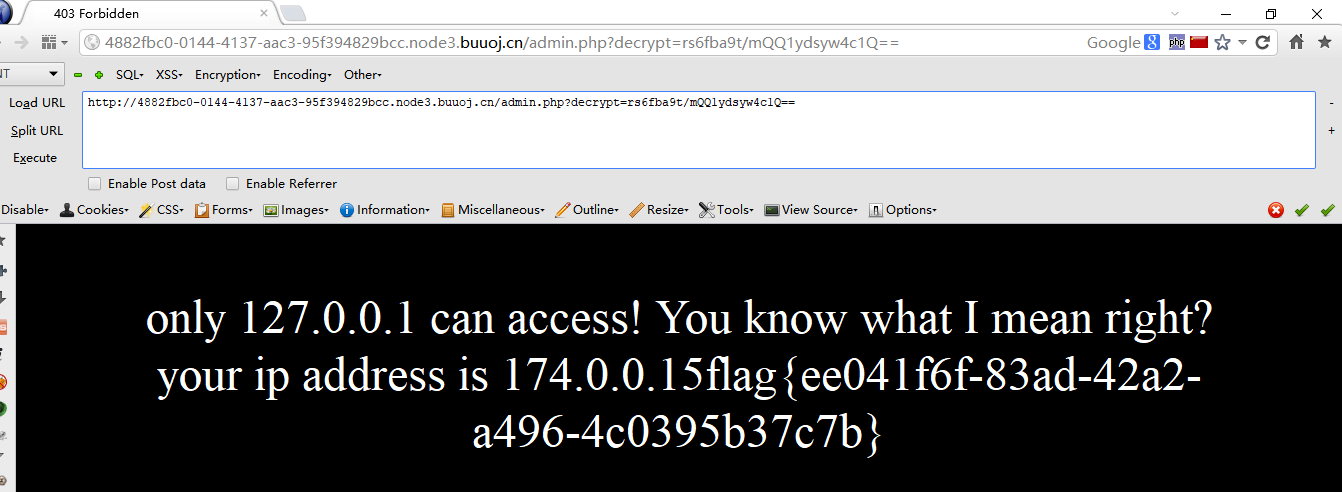 403 Forbidden
4882fbc0-0144-4137-aac3-95f394829bcc.node3.buuoj.cn/admin.php?decrypt=rs6fba9t/mQQ1ydsyw4c1Q== Google 8 php
NT SQL XSS Encryption Encoding Other
Load URL http://4882fbc0-0144-4137-aac3-95f394829bcc.node3.buuoj.cn/admin.php?decrypt=rs6fba9t/mQQ1ydsyw4c1Q==
Split URL
Execute
Enable Post data Enable Referrer
Disable Cookies CSS Forms Images Information Miscellaneous Outline Resize Tools View Source Options
only 127.0.0.1 can access! You know what I mean right?
your ip address is 174.0.0.15flag{ee041f6f-83ad-42a2-
a496-4c0395b37c7b}